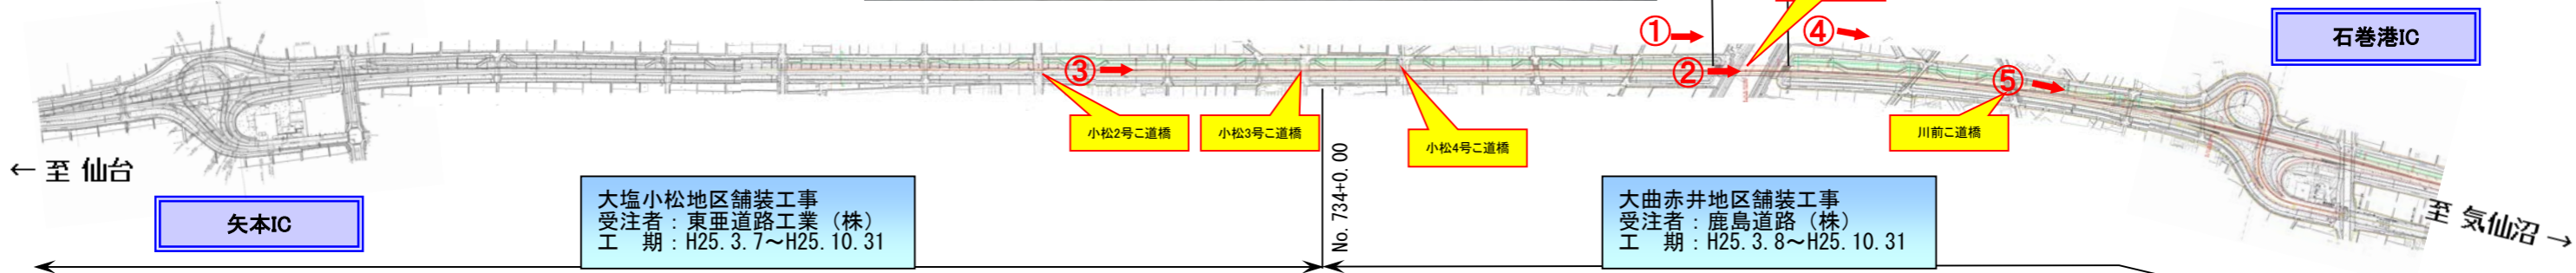 ①
④
石巻港IC
③
②
⑤
小松2号こ道橋
小松3号こ道橋
小松4号こ道橋
川前こ道橋
← 至 仙台
矢本IC
大塩小松地区舗装工事
受注者：東亜道路工業（株）
工　期：H25.3.7～H25.10.31
No. 734+0.00
大曲赤井地区舗装工事
受注者：鹿島道路（株）
工　期：H25.3.8～H25.10.31
至 気仙沼 →